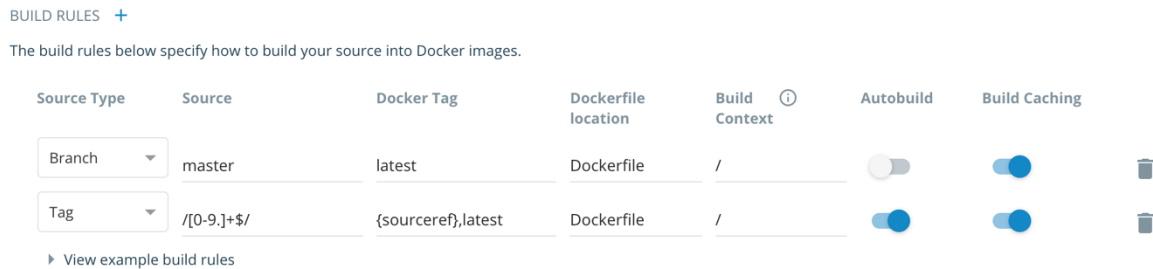 BUILD RULES +
The build rules below specify how to build your source into Docker images.
Source Type Source Docker Tag Dockerfile location Build Context Autobuild Build Caching
Branch master latest Dockerfile /
Tag /[0-9.]+$/ {sourceref},latest Dockerfile /
View example build rules